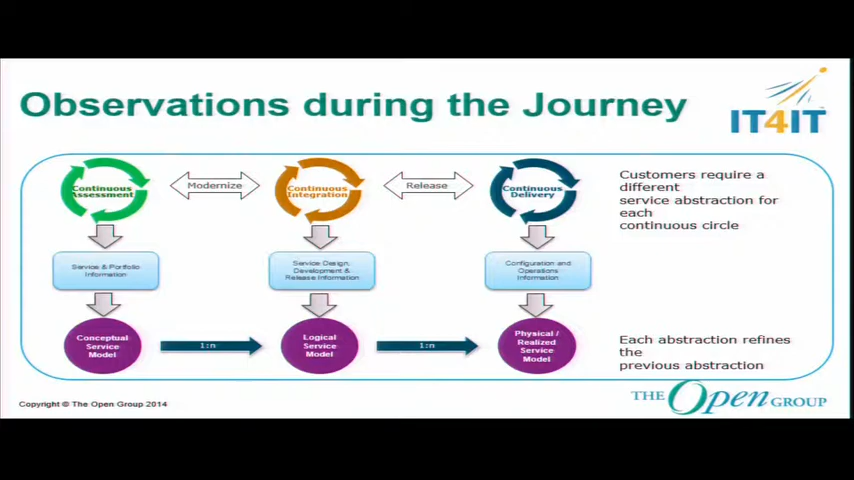 Observations during the Journey
IT4IT
Continuous
Assessment
Modernize
Continuous
Integration
Release
Continuous
Delivery
Customers require a
different
service abstraction for
each
continuous circle
Service & Portfolio
Information
Service Design,
Development &
Release Information
Configuration and
Operations
Information
Conceptual
Service
Model
1:n
Logical
Service
Model
1:n
Physical /
Realized
Service
Model
Each abstraction refines
the
previous abstraction
Copyright © The Open Group 2014
THE Open GROUP